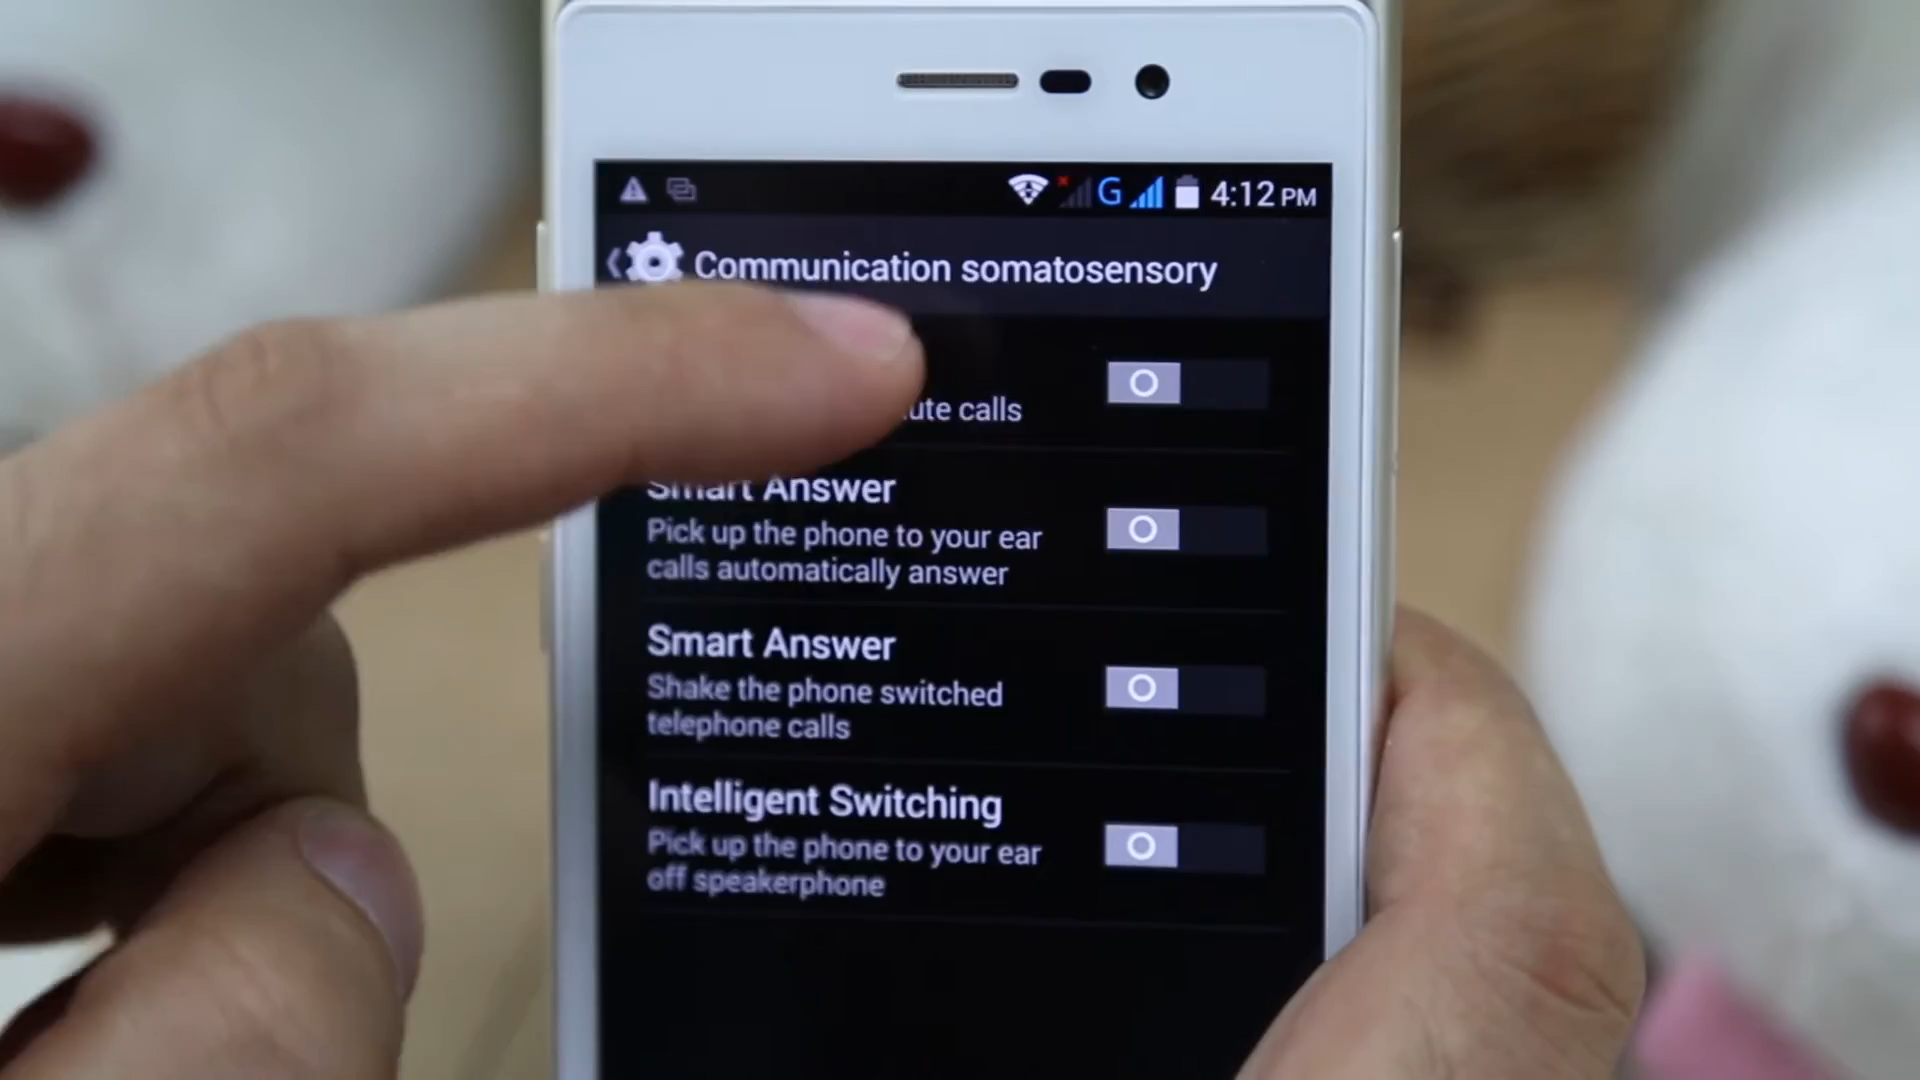 G 4:12 PM
Communication somatosensory
calls
Smart Answer
Pick up the phone to your ear
calls automatically answer
Smart Answer
Shake the phone switched
telephone calls
Intelligent Switching
Pick up the phone to your ear
off speakerphone